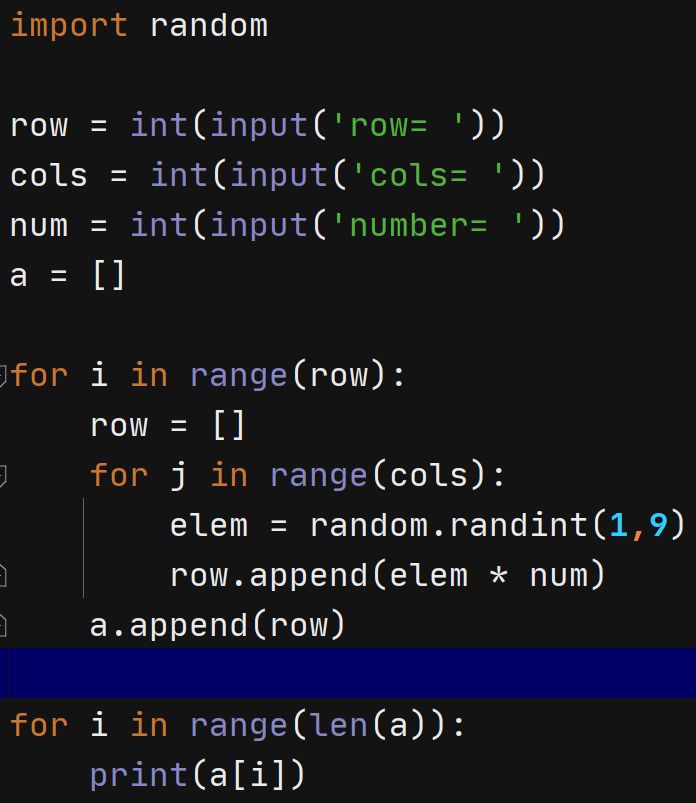 import random

row = int(input('row= '))
cols = int(input('cols= '))
num = int(input('number= '))
a = []

for i in range(row):
    row = []
    for j in range(cols):
        elem = random.randint(1,9)
        row.append(elem * num)
    a.append(row)

for i in range(len(a)):
    print(a[i])